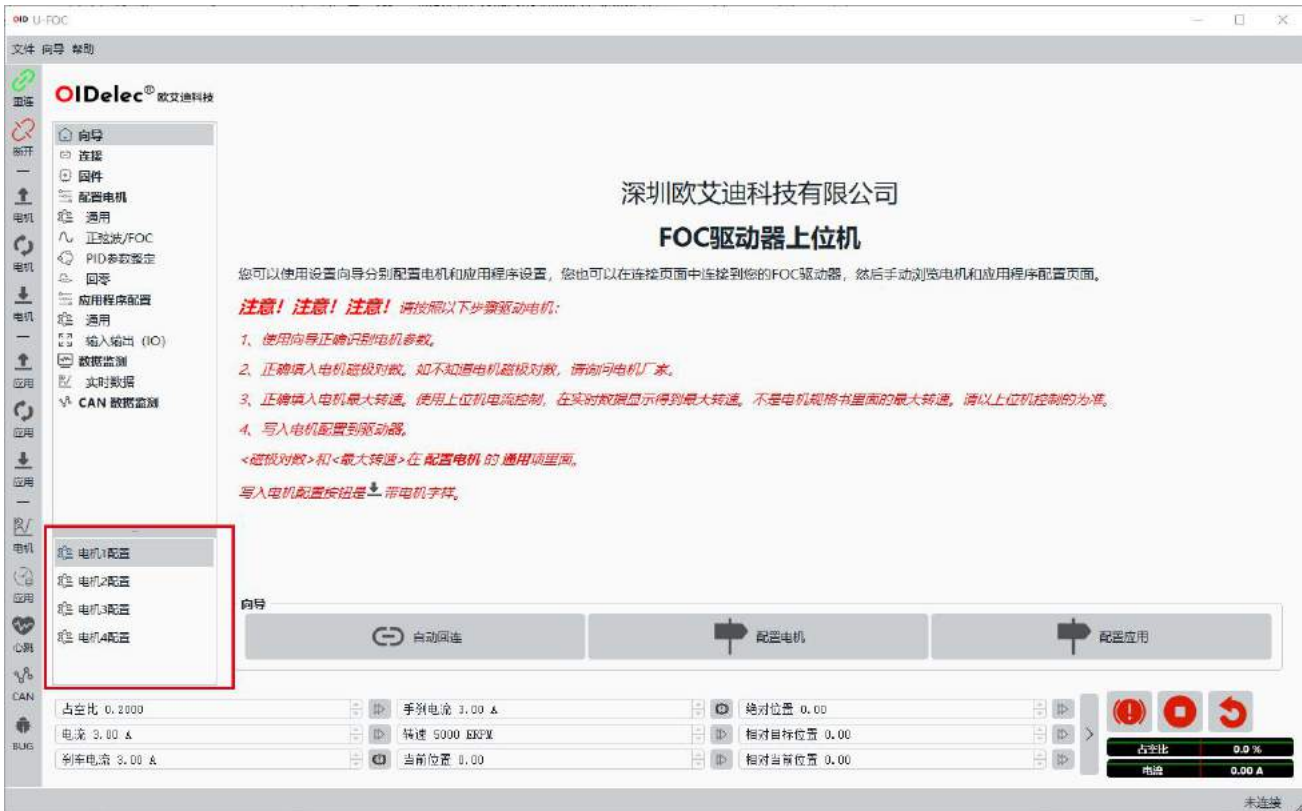 OID U-FOC
文件 向导 帮助
重连
断开
电机
电机
电机
应用
应用
应用
电机
应用
心跳
CAN
BUG
OIDelec® 欧艾迪科技
向导
连接
固件
配置电机
通用
正弦波/FOC
PID参数整定
回零
应用程序配置
通用
输入输出 (IO)
数据监测
实时数据
CAN 数据监测
电机1配置
电机2配置
电机3配置
电机4配置
深圳欧艾迪科技有限公司
FOC驱动器上位机
您可以使用设置向导分别配置电机和应用程序设置，您也可以在连接页面中连接到您的FOC驱动器，然后手动浏览电机和应用程序配置页面。
注意！注意！注意！请按照以下步骤驱动电机：
1、使用向导正确识别电机参数。
2、正确填入电机磁极对数。如不知道电机磁极对数，请询问电机厂家。
3、正确填入电机最大转速。使用上位机电流控制，在实时数据显示得到最大转速。不是电机规格书里面的最大转速。请以上位机控制的为准。
4、写入电机配置到驱动器。
<磁极对数>和<最大转速>在 配置电机 的 通用项里面。
写入电机配置按钮是 带电机字样。
向导
自动回连 配置电机 配置应用
占空比 0.2000 手刹电流 3.00 A 绝对位置 0.00
电流 3.00 A 转速 5000 ERPM 相对目标位置 0.00
刹车电流 3.00 A 当前位置 0.00 相对当前位置 0.00
占空比 0.0 %
电流 0.00 A
未连接